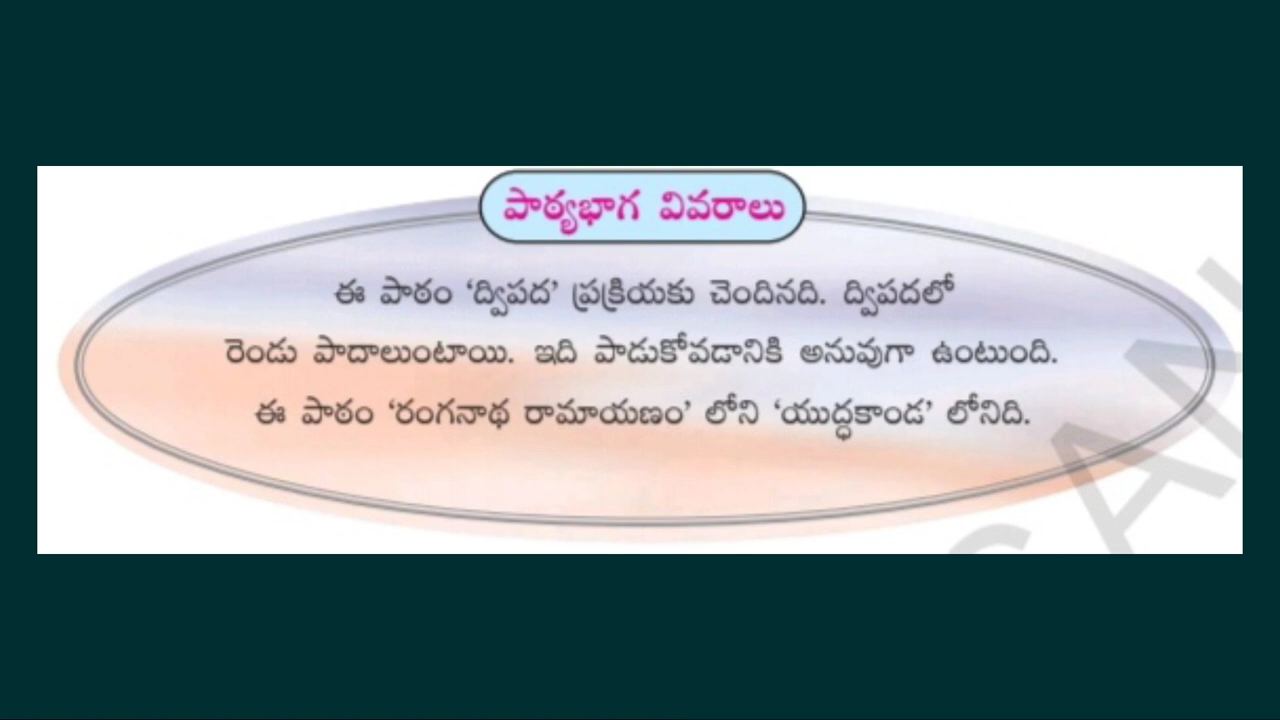 పాఠ్యభాగ వివరాలు
ఈ పాఠం ‘ద్విపద’ ప్రక్రియకు చెందినది. ద్విపదలో
రెండు పాదాలుంటాయి. ఇది పాడుకోవడానికి అనువుగా ఉంటుంది.
ఈ పాఠం ‘రంగనాథ రామాయణం’ లోని ‘యుద్ధకాండ’ లోనిది.